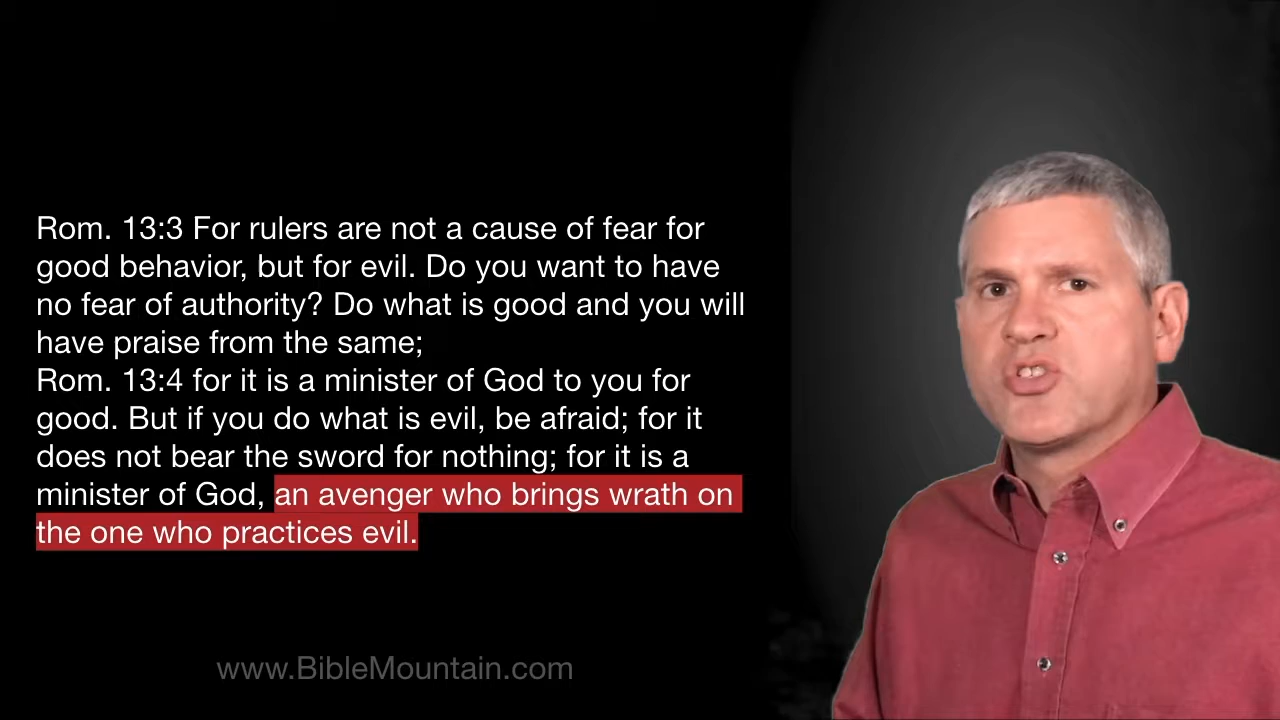 Rom. 13:3 For rulers are not a cause of fear for
good behavior, but for evil. Do you want to have
no fear of authority? Do what is good and you will
have praise from the same;
Rom. 13:4 for it is a minister of God to you for
good. But if you do what is evil, be afraid; for it
does not bear the sword for nothing; for it is a
minister of God, an avenger who brings wrath on
the one who practices evil.
www.BibleMountain.com